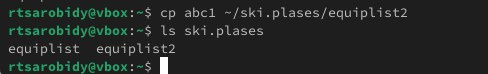 rtsarobidy@vbox:~$ cp abc1 ~/ski.plases/equiplist2
rtsarobidy@vbox:~$ ls ski.plases
equiplist  equiplist2
rtsarobidy@vbox:~$